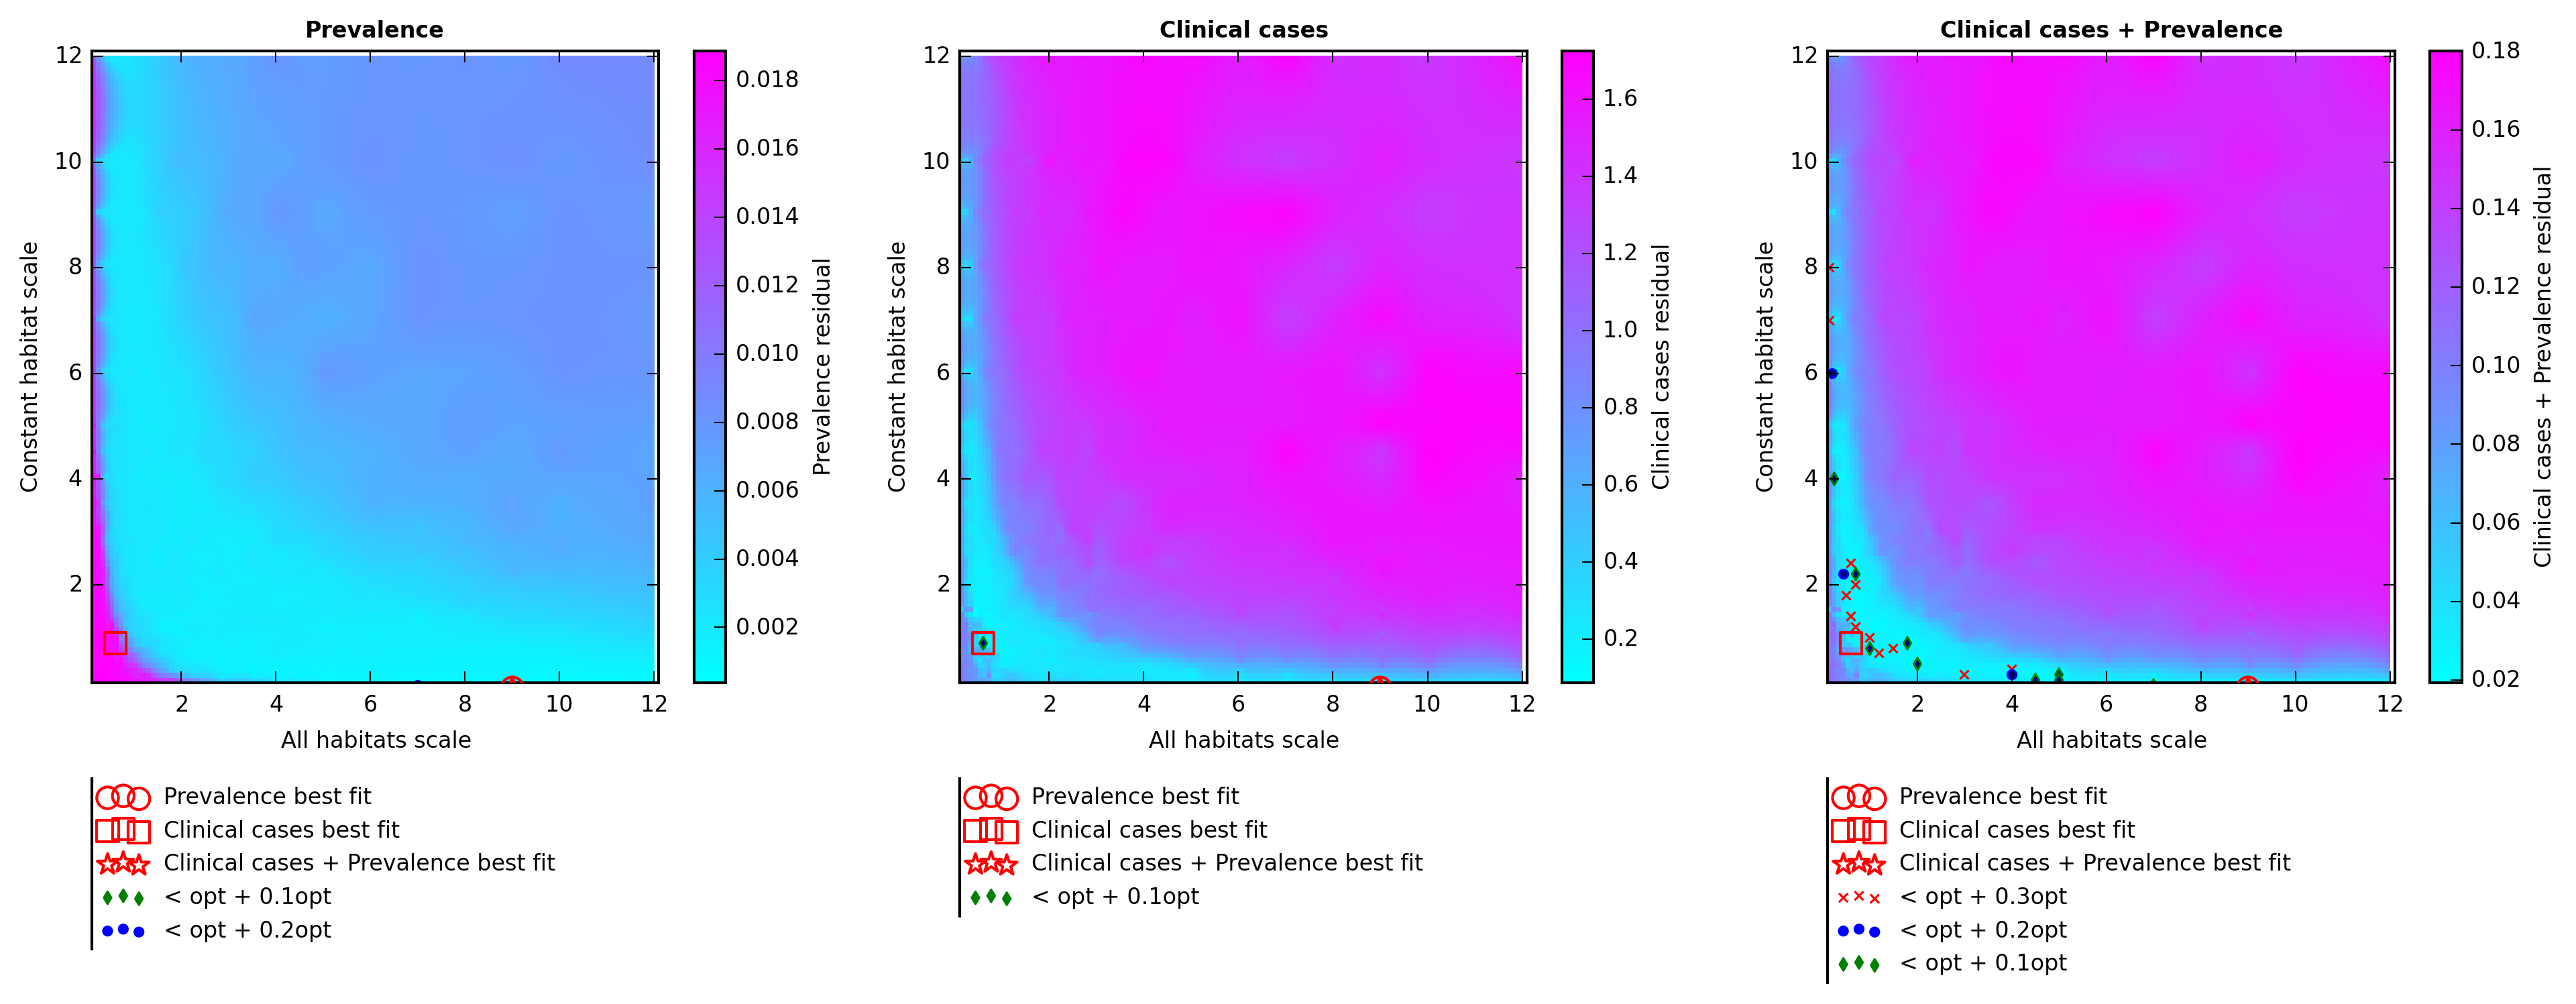 Prevalence
12
10
8
6
4
2
Constant habitat scale
2 4 6 8 10 12
All habitats scale
0.018
0.016
0.014
0.012
0.010
0.008
0.006
0.004
0.002
Prevalence residual
Prevalence best fit
Clinical cases best fit
Clinical cases + Prevalence best fit
< opt + 0.1opt
< opt + 0.2opt
Clinical cases
12
10
8
6
4
2
Constant habitat scale
2 4 6 8 10 12
All habitats scale
1.6
1.4
1.2
1.0
0.8
0.6
0.4
0.2
Clinical cases residual
Prevalence best fit
Clinical cases best fit
Clinical cases + Prevalence best fit
< opt + 0.1opt
Clinical cases + Prevalence
12
10
8
6
4
2
Constant habitat scale
2 4 6 8 10 12
All habitats scale
0.18
0.16
0.14
0.12
0.10
0.08
0.06
0.04
0.02
Clinical cases + Prevalence residual
Prevalence best fit
Clinical cases best fit
Clinical cases + Prevalence best fit
< opt + 0.3opt
< opt + 0.2opt
< opt + 0.1opt